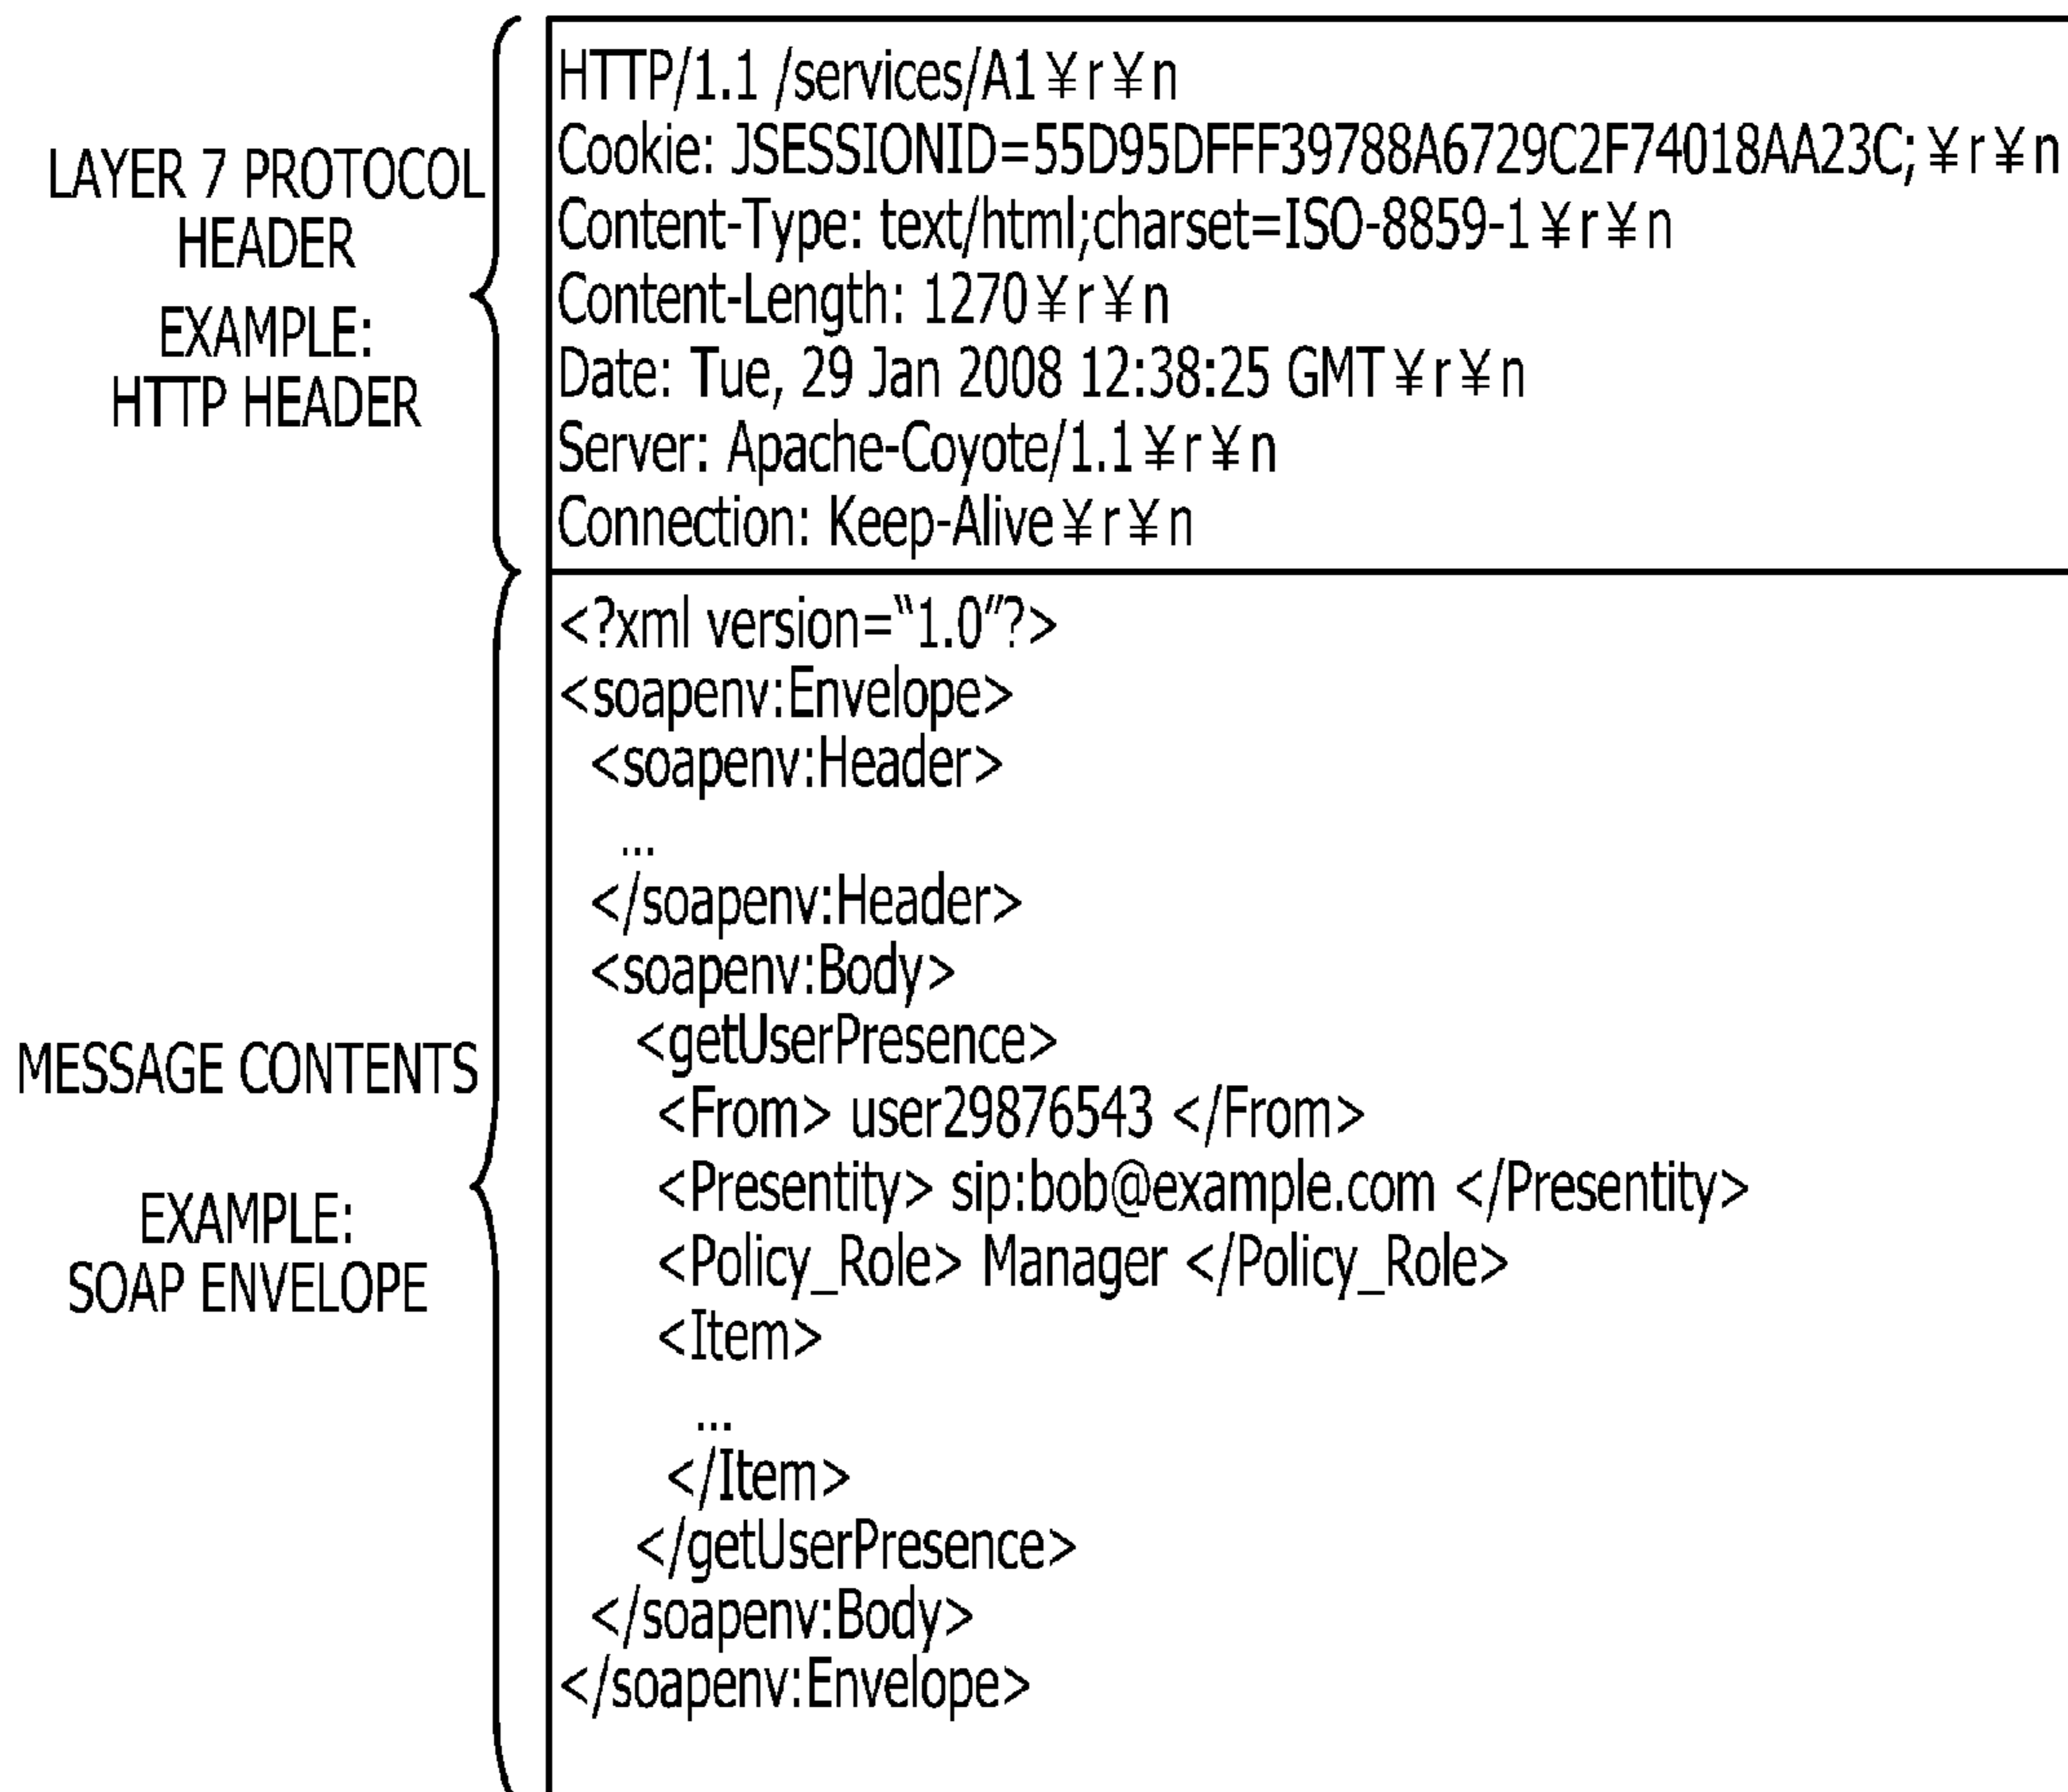 LAYER 7 PROTOCOL
HEADER
EXAMPLE:
HTTP HEADER
HTTP/1.1 /services/A1¥r¥n
Cookie: JSESSIONID=55D95DFFF39788A6729C2F74018AA23C;¥r¥n
Content-Type: text/html;charset=ISO-8859-1¥r¥n
Content-Length: 1270¥r¥n
Date: Tue, 29 Jan 2008 12:38:25 GMT¥r¥n
Server: Apache-Coyote/1.1¥r¥n
Connection: Keep-Alive¥r¥n
MESSAGE CONTENTS
EXAMPLE:
SOAP ENVELOPE
<?xml version=“1.0”?>
<soapenv:Envelope>
<soapenv:Header>
...
</soapenv:Header>
<soapenv:Body>
<getUserPresence>
<From> user29876543 </From>
<Presentity> sip:bob@example.com </Presentity>
<Policy_Role> Manager </Policy_Role>
<Item>
...
</Item>
</getUserPresence>
</soapenv:Body>
</soapenv:Envelope>